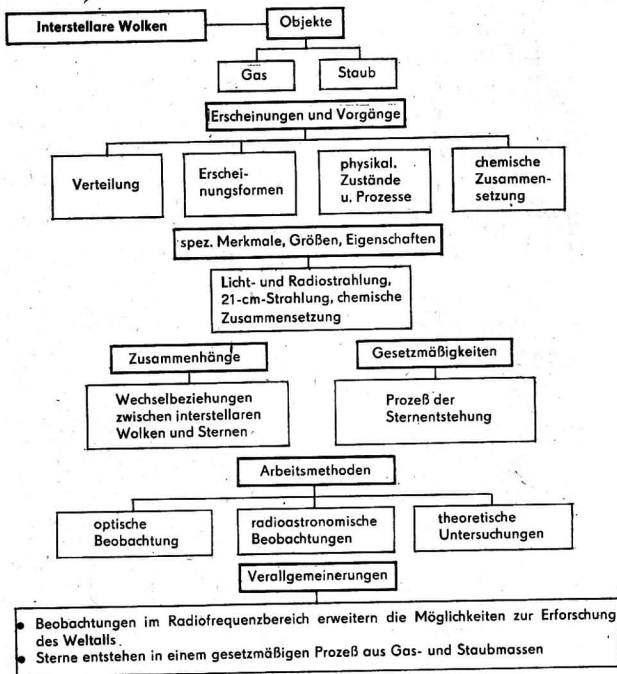 Interstellare Wolken
Objekte
Gas
Staub
Erscheinungen und Vorgänge
Verteilung
Erschei-
nungsformen
physikal.
Zustände
u. Prozesse
chemische
Zusammen-
setzung
spez. Merkmale, Größen, Eigenschaften
Licht- und Radiostrahlung,
21-cm-Strahlung, chemische
Zusammensetzung
Zusammenhänge
Gesetzmäßigkeiten
Wechselbeziehungen
zwischen interstellaren
Wolken und Sternen
Prozeß der
Sternentstehung
Arbeitsmethoden
optische
Beobachtung
radioastronomische
Beobachtungen
theoretische
Untersuchungen
Verallgemeinerungen
• Beobachtungen im Radiofrequenzbereich erweitern die Möglichkeiten zur Erforschung
des Weltalls.
• Sterne entstehen in einem gesetzmäßigen Prozeß aus Gas- und Staubmassen